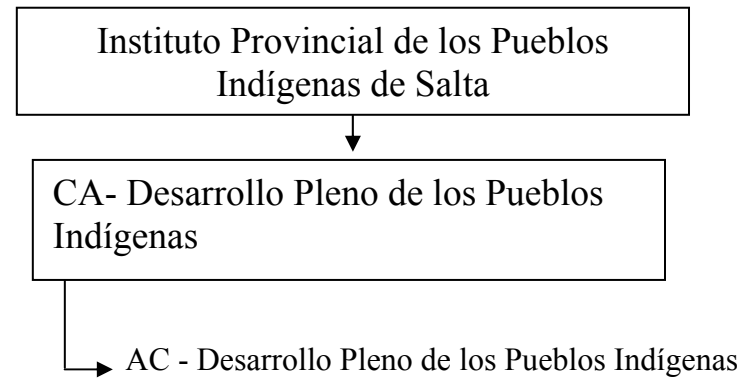 Instituto Provincial de los Pueblos
Indígenas de Salta
CA- Desarrollo Pleno de los Pueblos
Indígenas
AC - Desarrollo Pleno de los Pueblos Indígenas